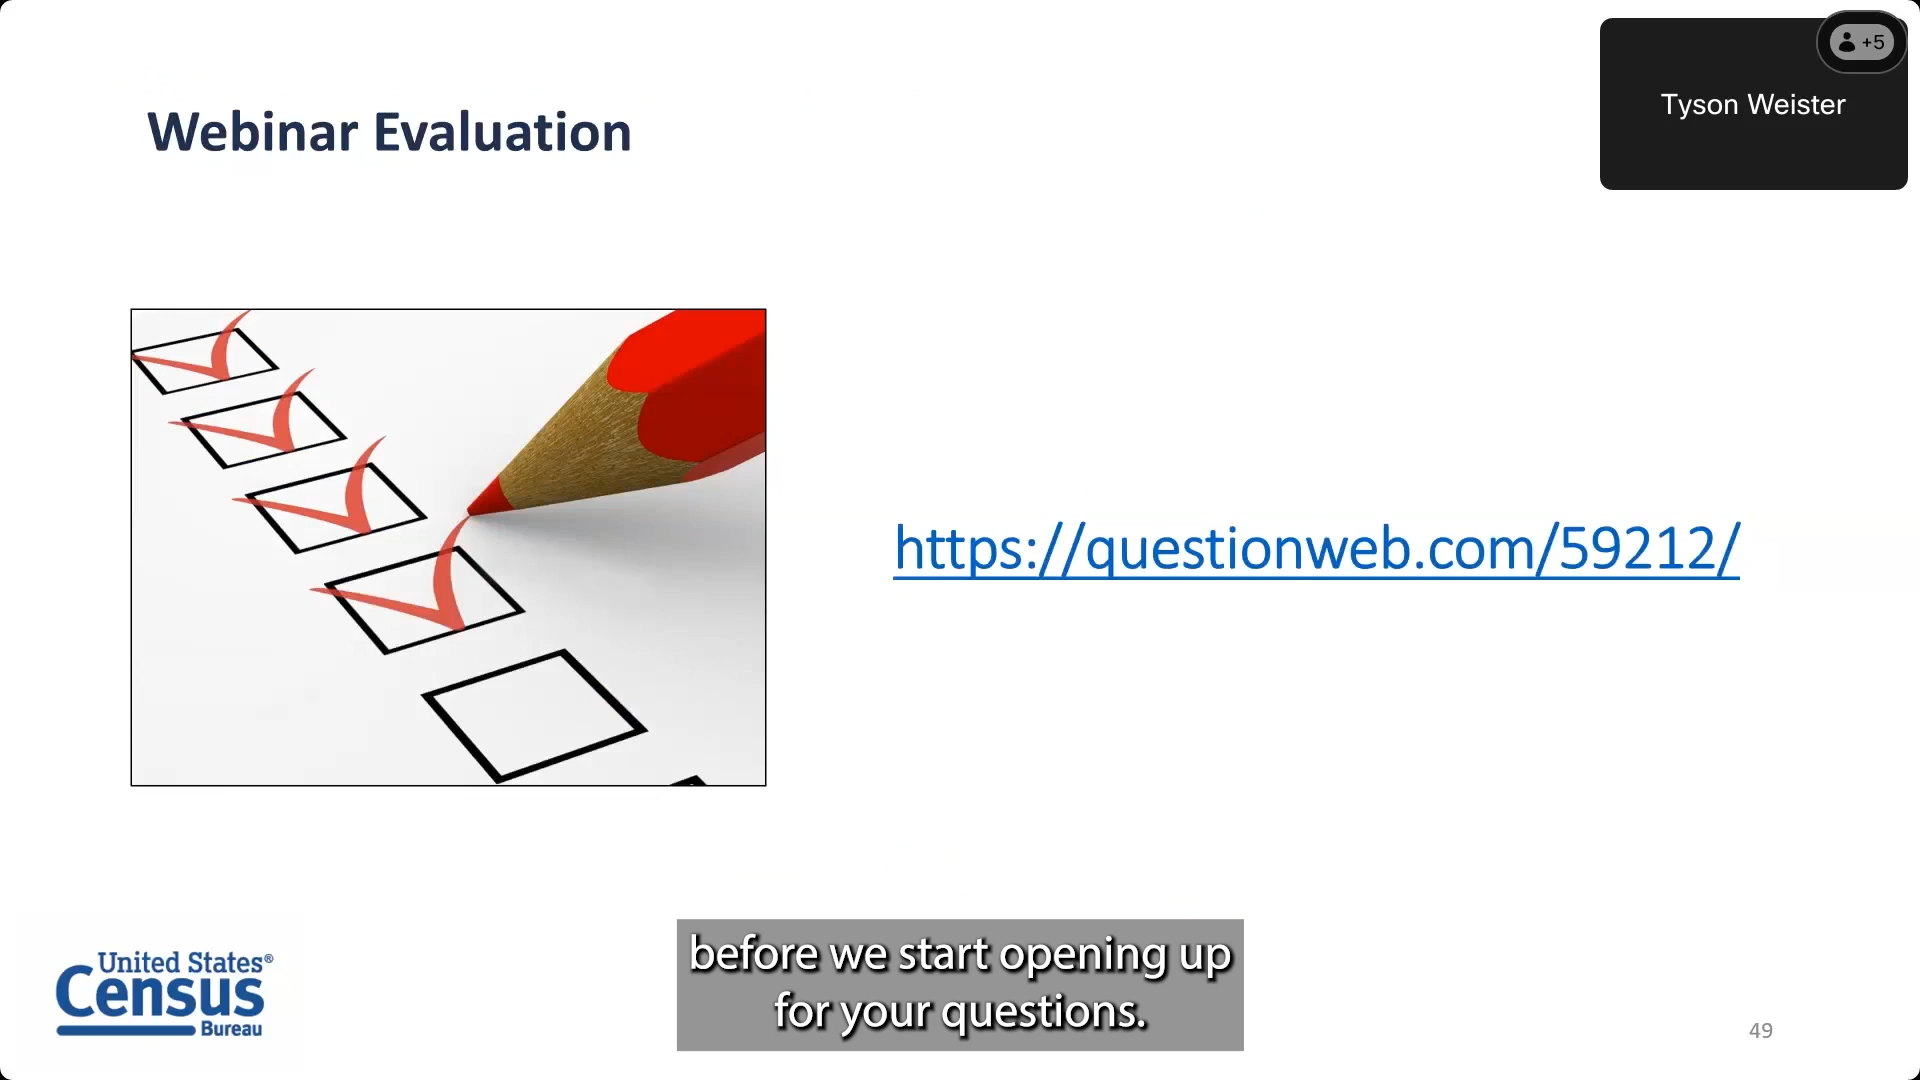 +5
Tyson Weister
Webinar Evaluation
https://questionweb.com/59212/
before we start opening up
for your questions.
United States®
Census
Bureau
49